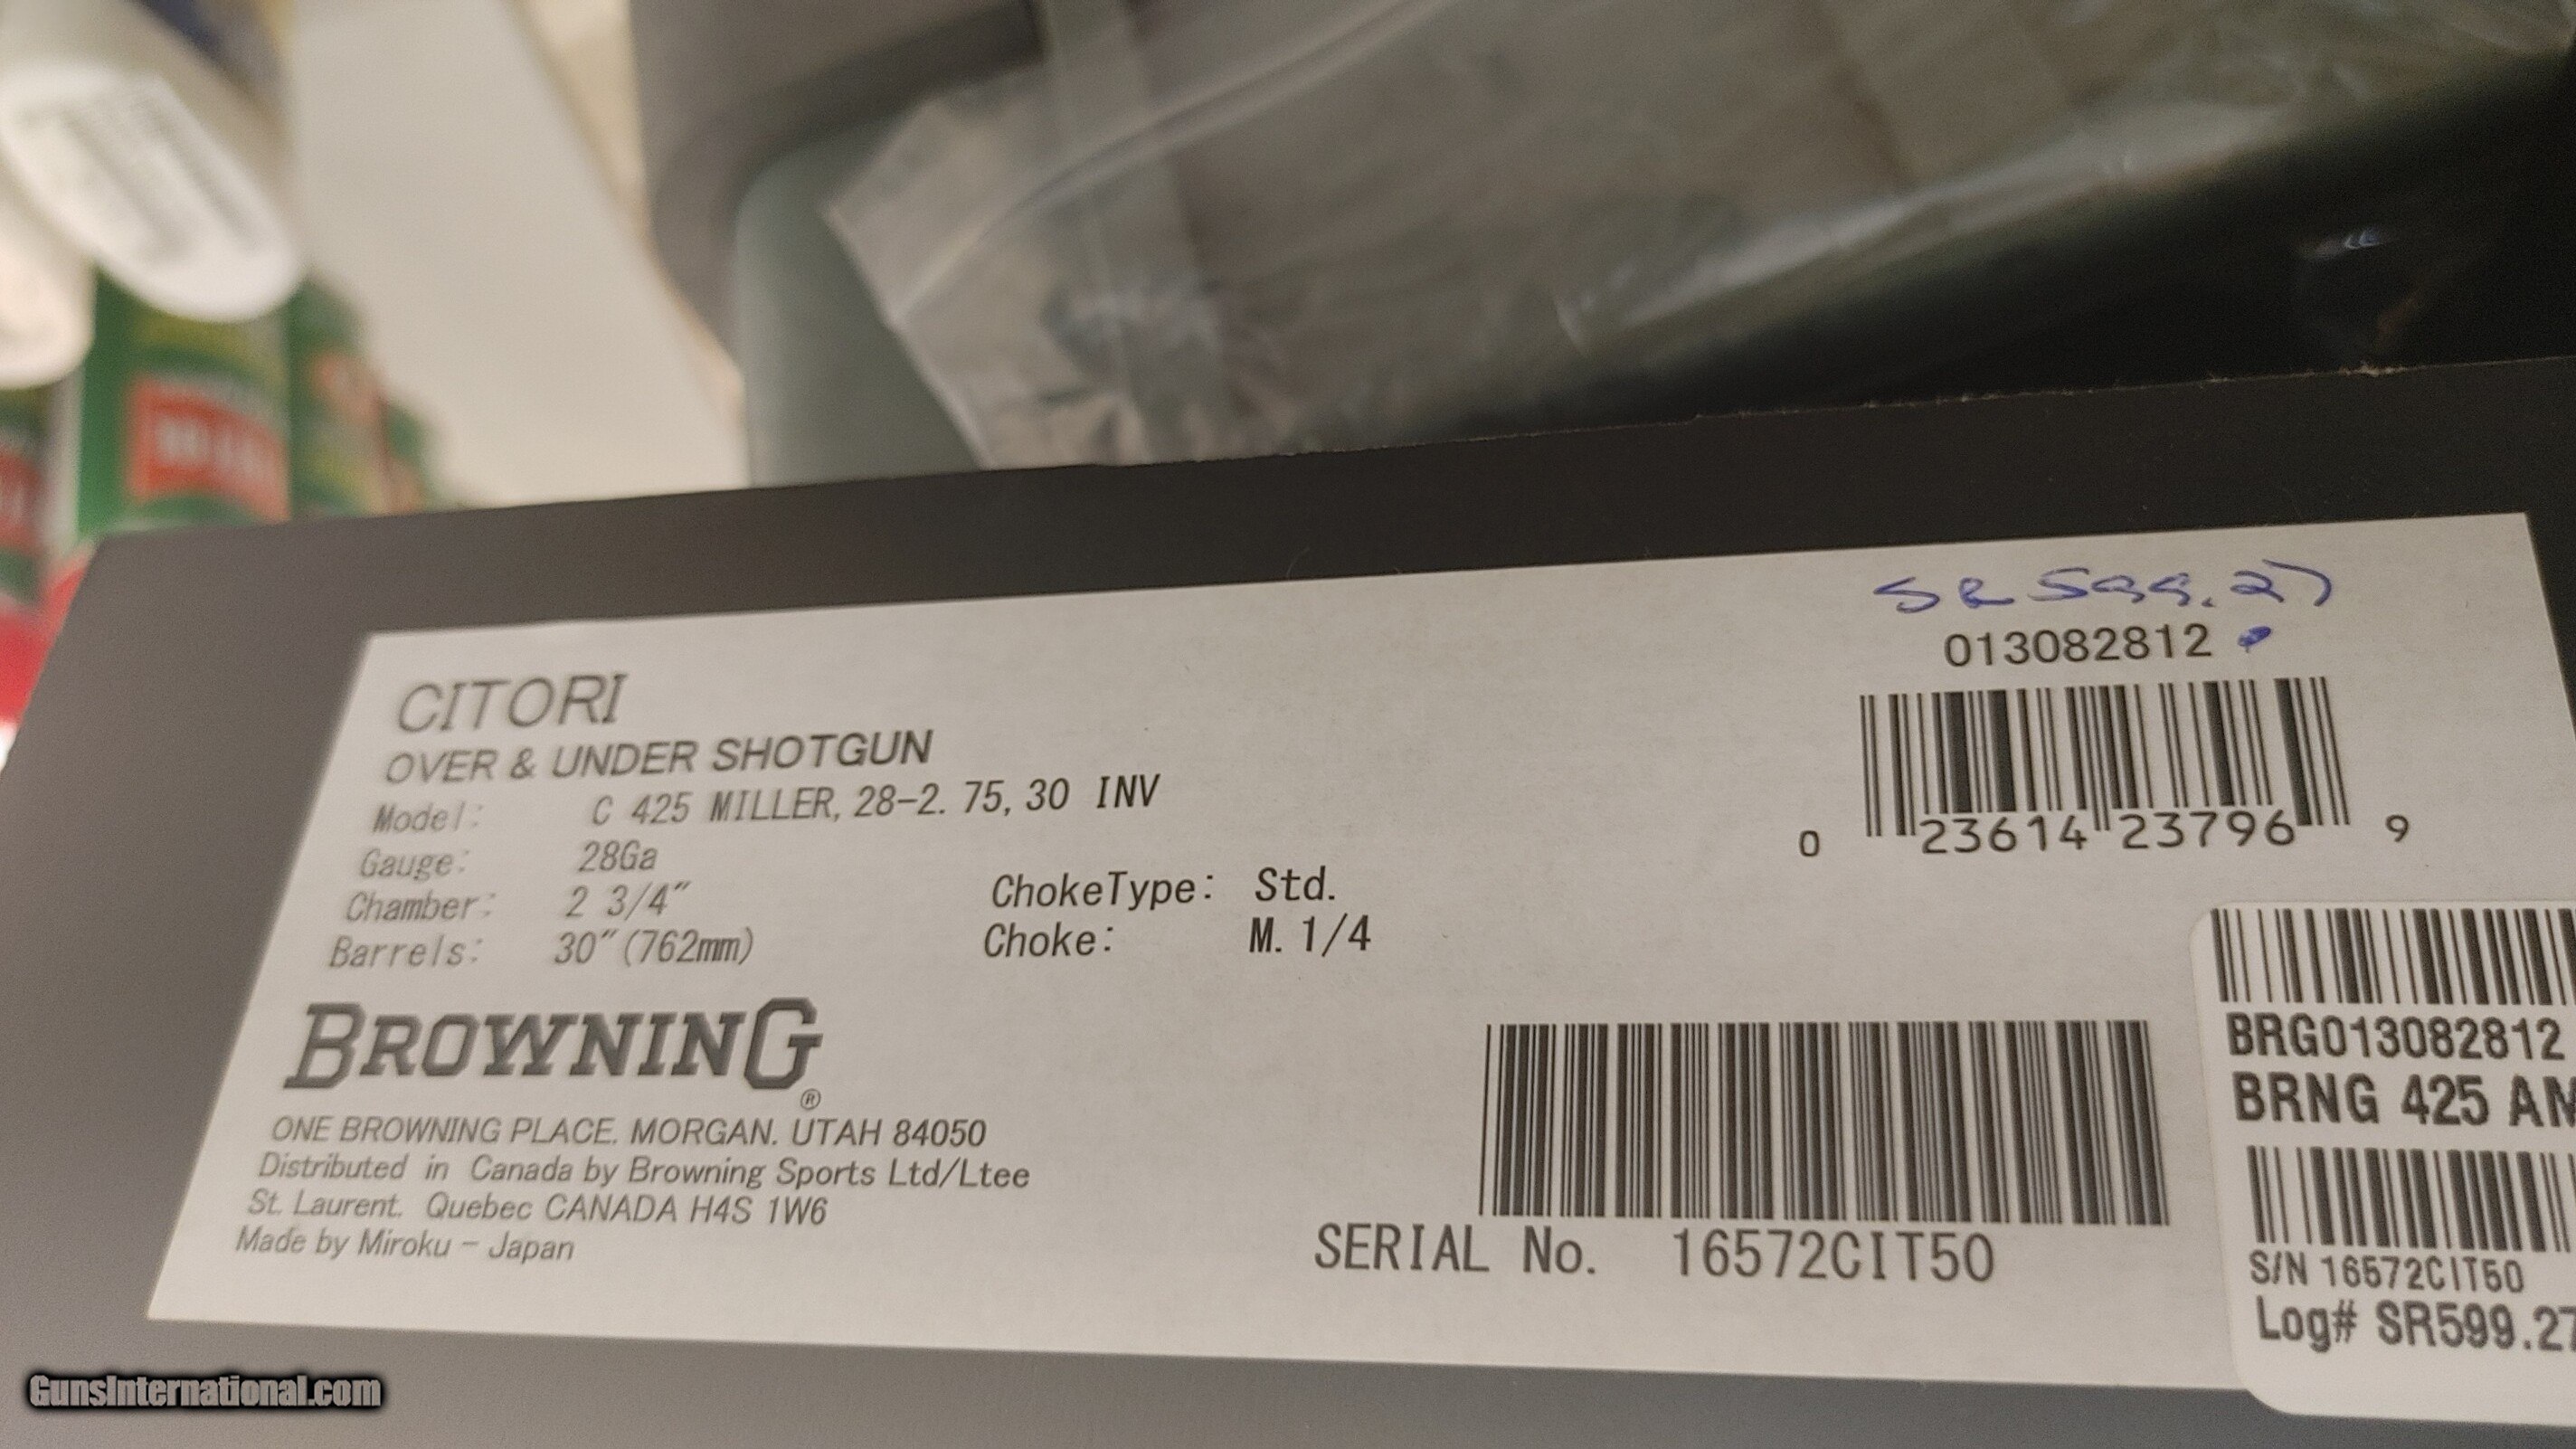 SR 599.27
013082812
0 23614 23796 9
CITORI
OVER & UNDER SHOTGUN
Model: C 425 MILLER, 28-2. 75, 30 INV
Gauge: 28Ga
Chamber: 2 3/4"
Barrels: 30" (762mm)
ChokeType: Std.
Choke: M. 1/4
BROWNING®
ONE BROWNING PLACE. MORGAN. UTAH 84050
Distributed in Canada by Browning Sports Ltd/Ltee
St. Laurent. Quebec CANADA H4S 1W6
Made by Miroku - Japan
SERIAL No. 16572CIT50
BRG013082812
BRNG 425 AM
S/N 16572CIT50
Log# SR599.27
GunsInternational.com